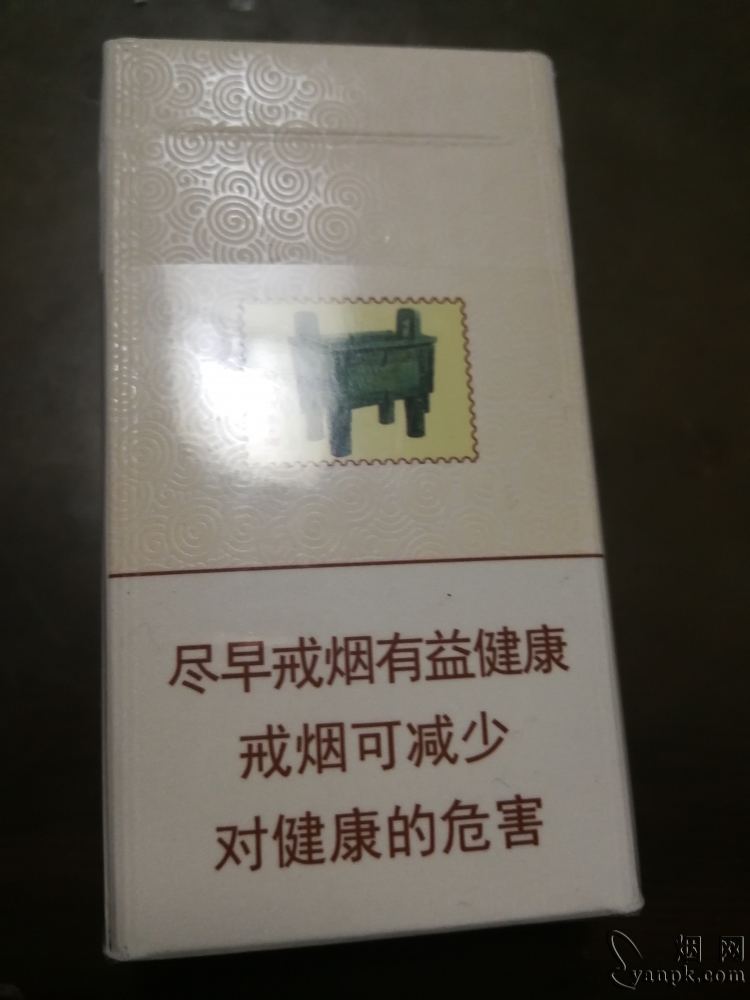 尽早戒烟有益健康
戒烟可减少
对健康的危害
烟网
yanpk.com